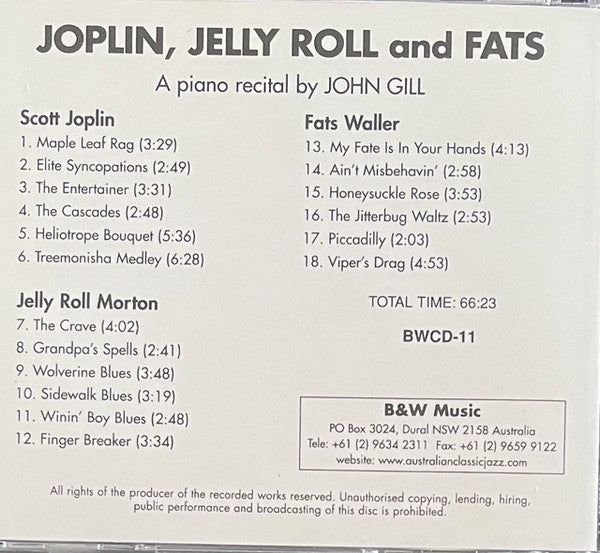 JOPLIN, JELLY ROLL and FATS
A piano recital by JOHN GILL
Scott Joplin
1. Maple Leaf Rag (3:29)
2. Elite Syncopations (2:49)
3. The Entertainer (3:31)
4. The Cascades (2:48)
5. Heliotrope Bouquet (5:36)
6. Treemonisha Medley (6:28)
Jelly Roll Morton
7. The Crave (4:02)
8. Grandpa's Spells (2:41)
9. Wolverine Blues (3:48)
10. Sidewalk Blues (3:19)
11. Winin' Boy Blues (2:48)
12. Finger Breaker (3:34)
Fats Waller
13. My Fate Is In Your Hands (4:13)
14. Ain't Misbehavin' (2:58)
15. Honeysuckle Rose (3:53)
16. The Jitterbug Waltz (2:53)
17. Piccadilly (2:03)
18. Viper's Drag (4:53)
TOTAL TIME: 66:23
BWCD-11
B&W Music
PO Box 3024, Dural NSW 2158 Australia
Tele: +61 (2) 9634 2311 Fax: +61 (2) 9659 9122
website: www.australianclassicjazz.com
All rights of the producer of the recorded works reserved. Unauthorised copying, lending, hiring,
public performance and broadcasting of this disc is prohibited.